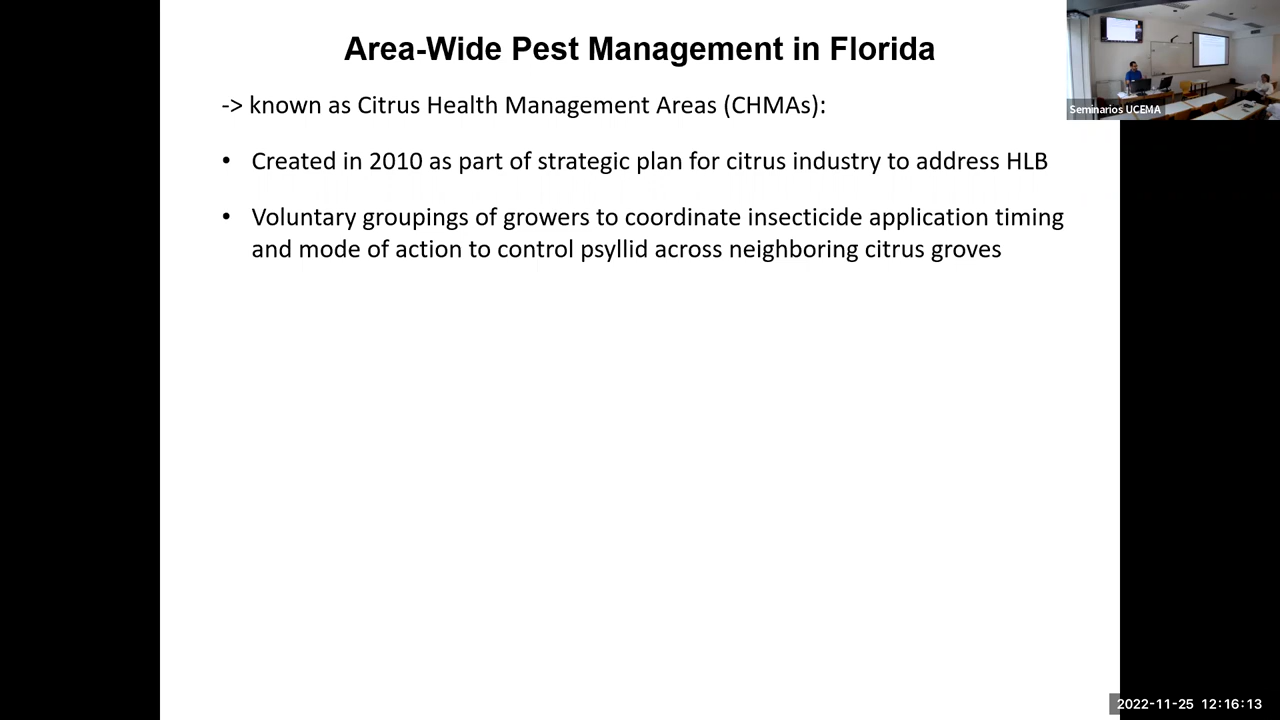 Area-Wide Pest Management in Florida
-> known as Citrus Health Management Areas (CHMAs):
• Created in 2010 as part of strategic plan for citrus industry to address HLB
• Voluntary groupings of growers to coordinate insecticide application timing
and mode of action to control psyllid across neighboring citrus groves
Seminarios UCEMA
2022-11-25 12:16:13